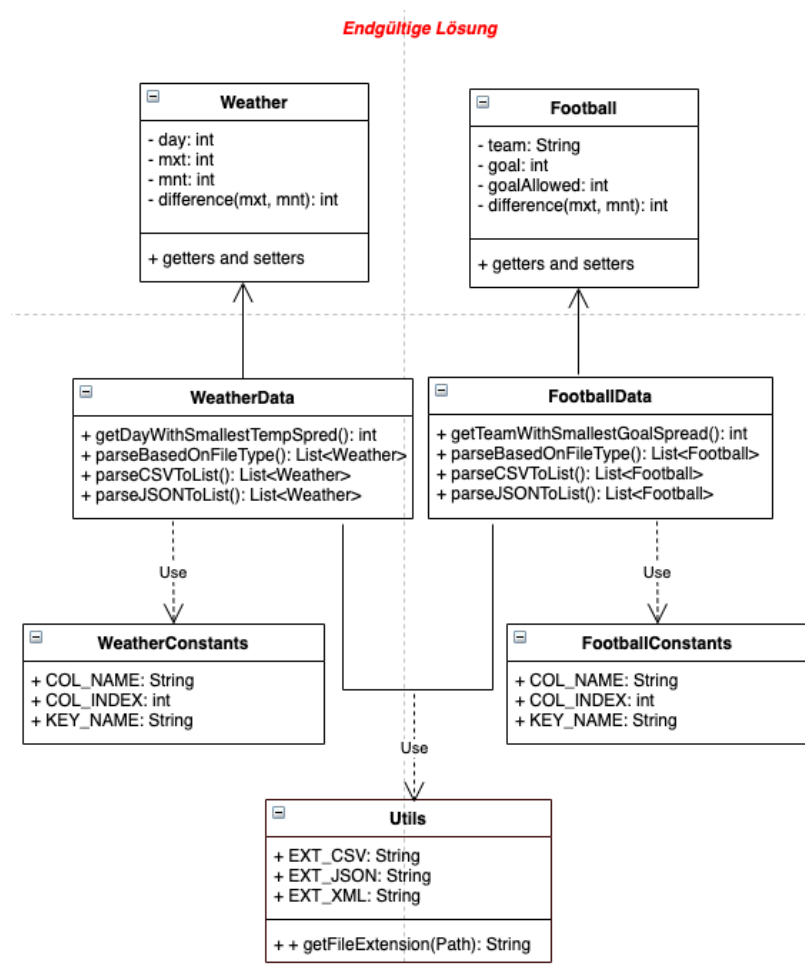 Endgültige Lösung
Weather
- day: int
- mxt: int
- mnt: int
- difference(mxt, mnt): int
+ getters and setters
Football
- team: String
- goal: int
- goalAllowed: int
- difference(mxt, mnt): int
+ getters and setters
WeatherData
+ getDayWithSmallestTempSpred(): int
+ parseBasedOnFileType(): List<Weather>
+ parseCSVToList(): List<Weather>
+ parseJSONToList(): List<Weather>
FootballData
+ getTeamWithSmallestGoalSpread(): int
+ parseBasedOnFileType(): List<Football>
+ parseCSVToList(): List<Football>
+ parseJSONToList(): List<Football>
Use
Use
WeatherConstants
+ COL_NAME: String
+ COL_INDEX: int
+ KEY_NAME: String
FootballConstants
+ COL_NAME: String
+ COL_INDEX: int
+ KEY_NAME: String
Use
Utils
+ EXT_CSV: String
+ EXT_JSON: String
+ EXT_XML: String
+ + getFileExtension(Path): String